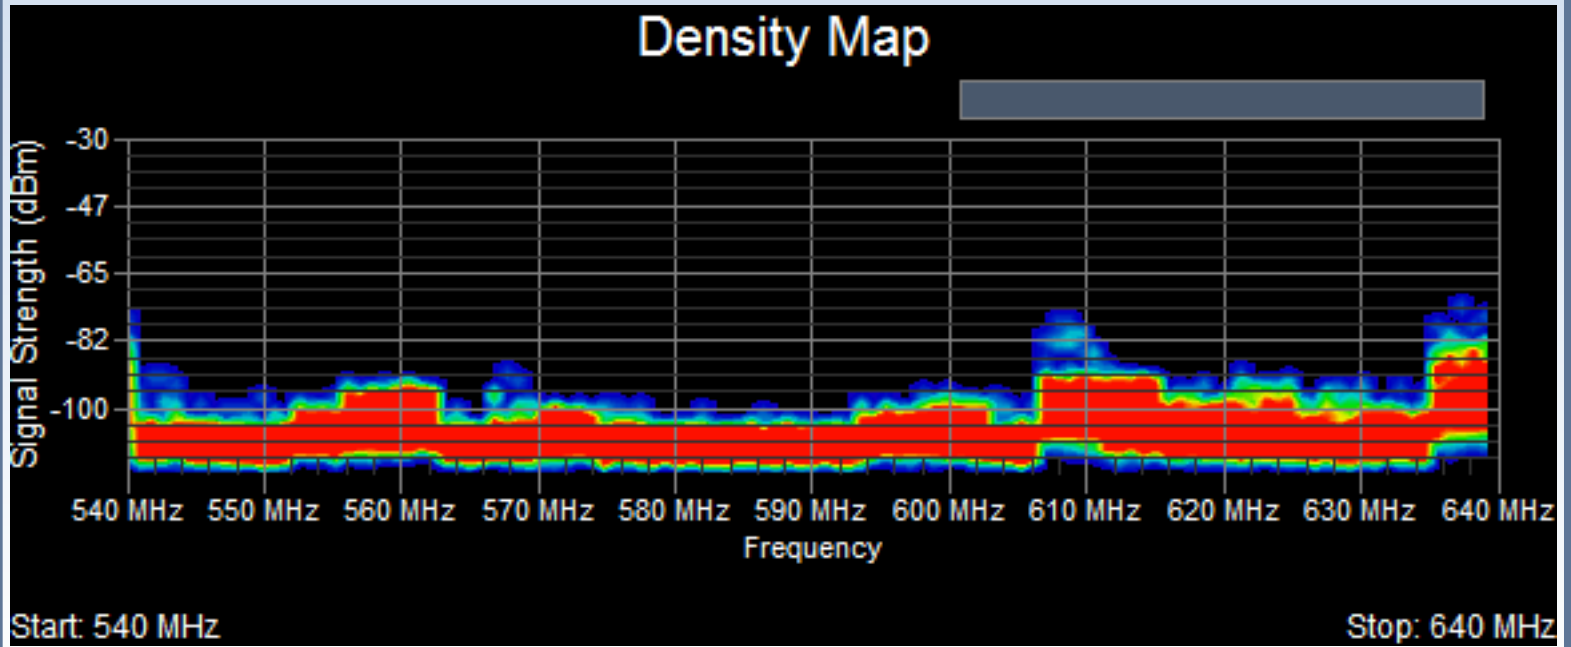 Density Map
Signal Strength (dBm)
-30
-47
-65
-82
-100
540 MHz 550 MHz 560 MHz 570 MHz 580 MHz 590 MHz 600 MHz 610 MHz 620 MHz 630 MHz 640 MHz
Frequency
Start: 540 MHz Stop: 640 MHz